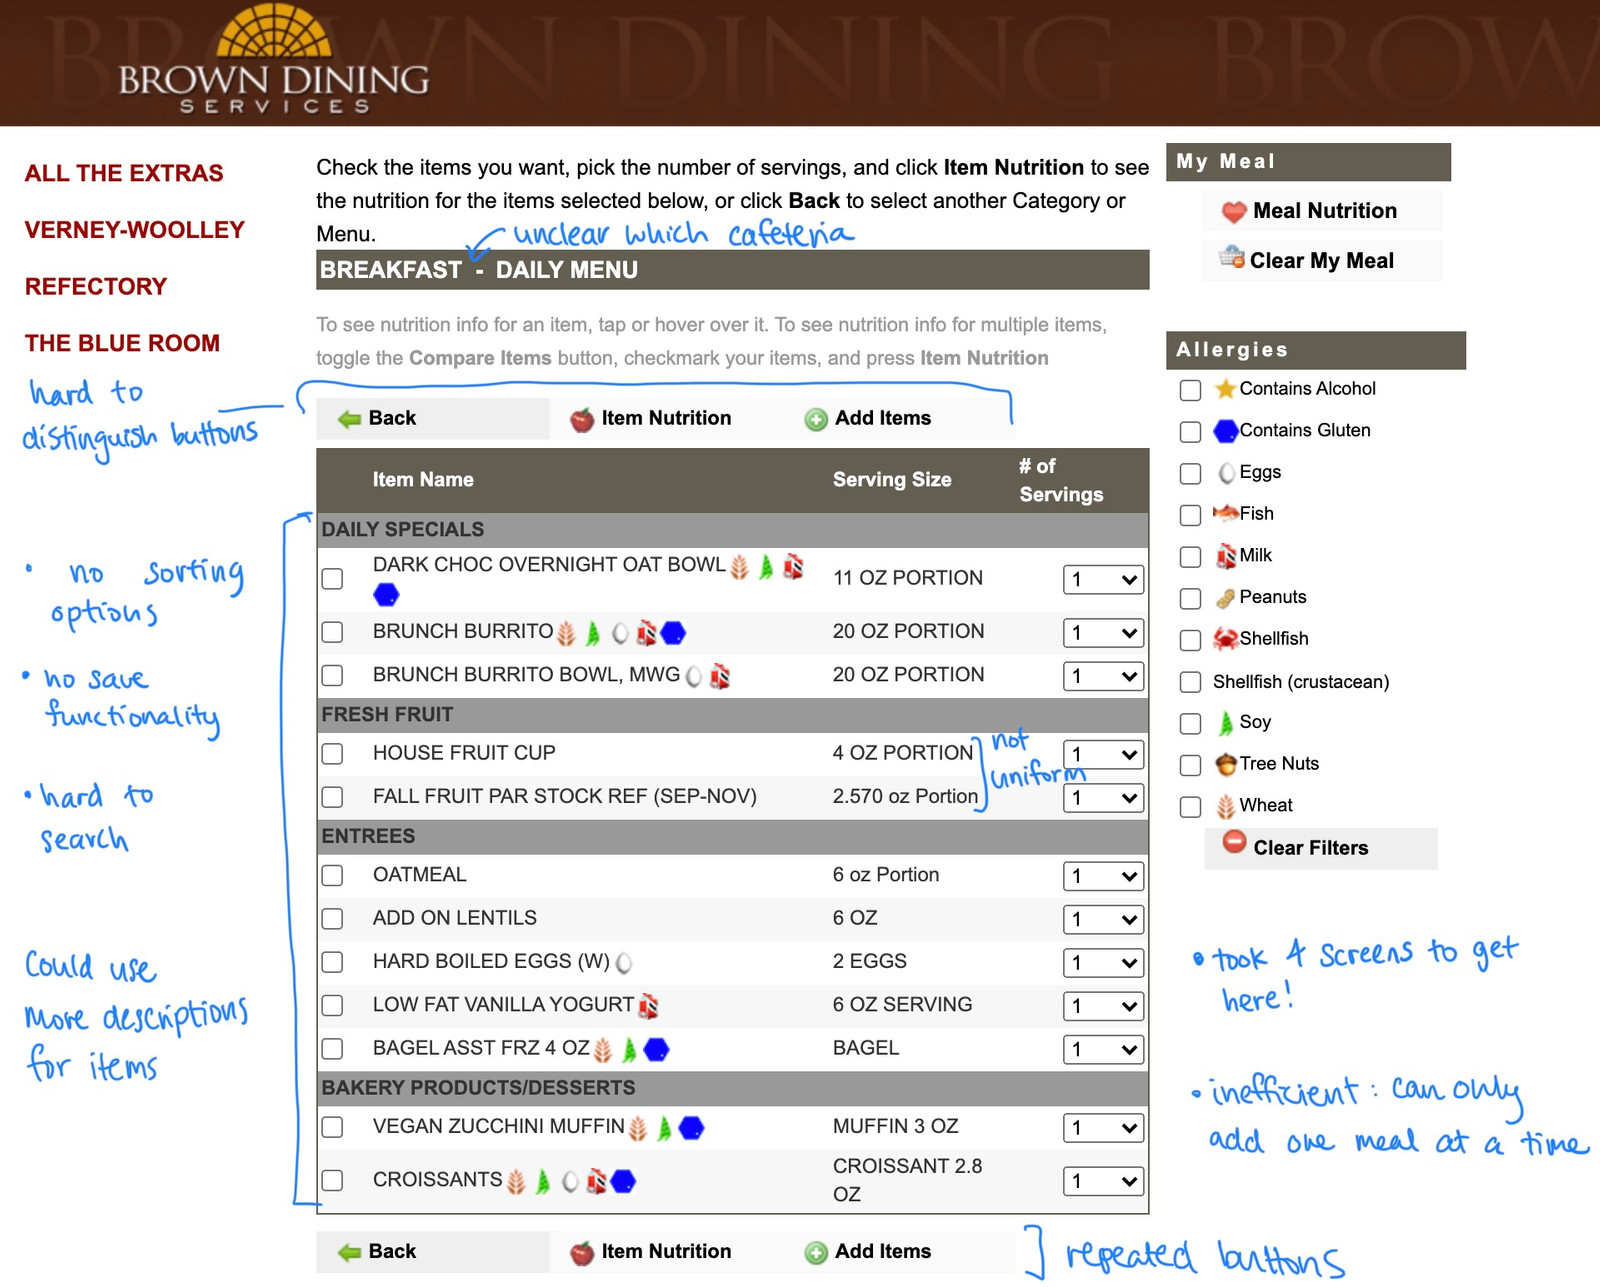 BROWN DINING BROWN
BROWN DINING
SERVICES
ALL THE EXTRAS
VERNEY-WOOLLEY
REFECTORY
THE BLUE ROOM
hard to
distinguish buttons
• no sorting
options
• no save
functionality
• hard to
search
Could use
more descriptions
for items
Check the items you want, pick the number of servings, and click Item Nutrition to see
the nutrition for the items selected below, or click Back to select another Category or
Menu.
unclear which cafeteria
BREAKFAST - DAILY MENU
To see nutrition info for an item, tap or hover over it. To see nutrition info for multiple items,
toggle the Compare Items button, checkmark your items, and press Item Nutrition
Back Item Nutrition Add Items
Item Name Serving Size # of
Servings
DAILY SPECIALS
DARK CHOC OVERNIGHT OAT BOWL 11 OZ PORTION 1
BRUNCH BURRITO 20 OZ PORTION 1
BRUNCH BURRITO BOWL, MWG 20 OZ PORTION 1
FRESH FRUIT
HOUSE FRUIT CUP 4 OZ PORTION 1
FALL FRUIT PAR STOCK REF (SEP-NOV) 2.570 oz Portion 1
not
uniform
ENTREES
OATMEAL 6 oz Portion 1
ADD ON LENTILS 6 OZ 1
HARD BOILED EGGS (W) 2 EGGS 1
LOW FAT VANILLA YOGURT 6 OZ SERVING 1
BAGEL ASST FRZ 4 OZ BAGEL 1
BAKERY PRODUCTS/DESSERTS
VEGAN ZUCCHINI MUFFIN MUFFIN 3 OZ 1
CROISSANTS CROISSANT 2.8
OZ 1
Back Item Nutrition Add Items
repeated buttons
My Meal
Meal Nutrition
Clear My Meal
Allergies
Contains Alcohol
Contains Gluten
Eggs
Fish
Milk
Peanuts
Shellfish
Shellfish (crustacean)
Soy
Tree Nuts
Wheat
Clear Filters
• took 4 screens to get
here!
• inefficient: can only
add one meal at a time